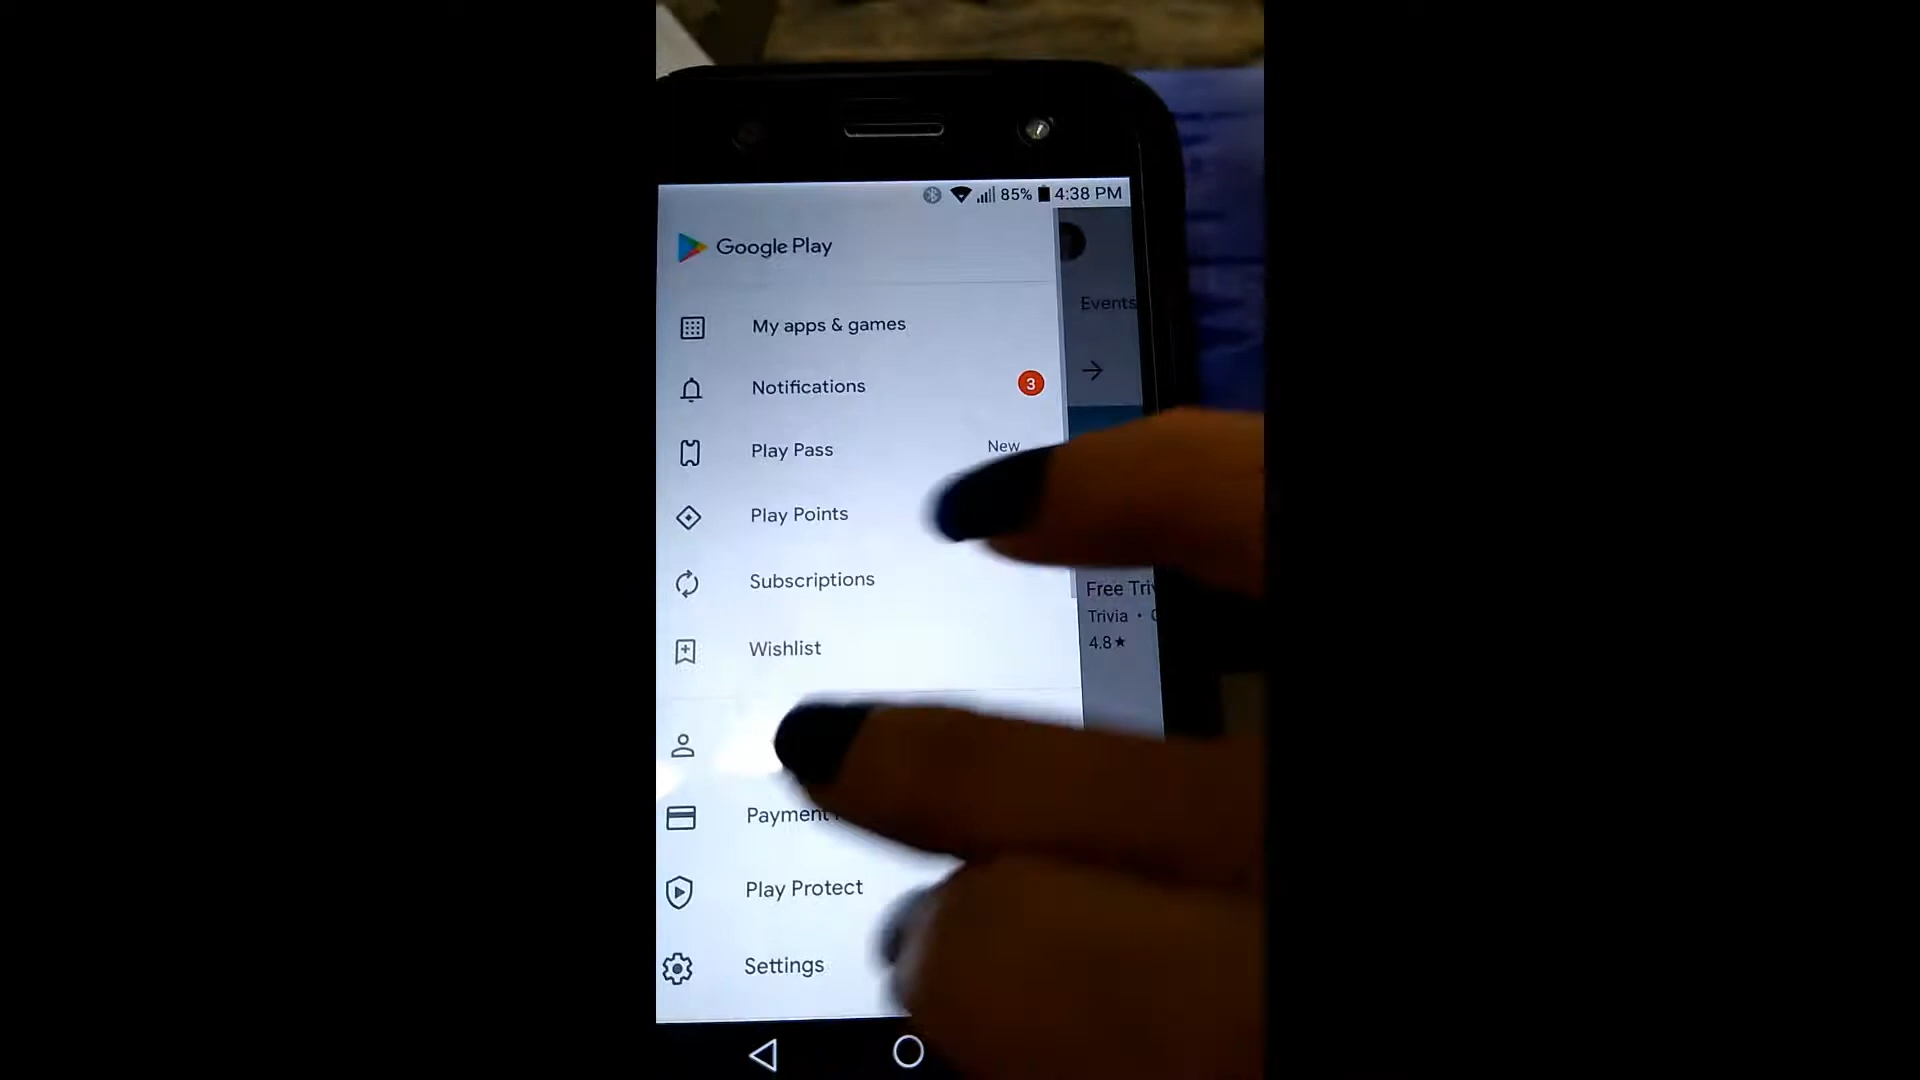 85% 4:38 PM
Google Play
Events
My apps & games
Notifications 3
Play Pass New
Play Points
Subscriptions
Free
Trivia •
4.8★
Wishlist
Payment
Play Protect
Settings